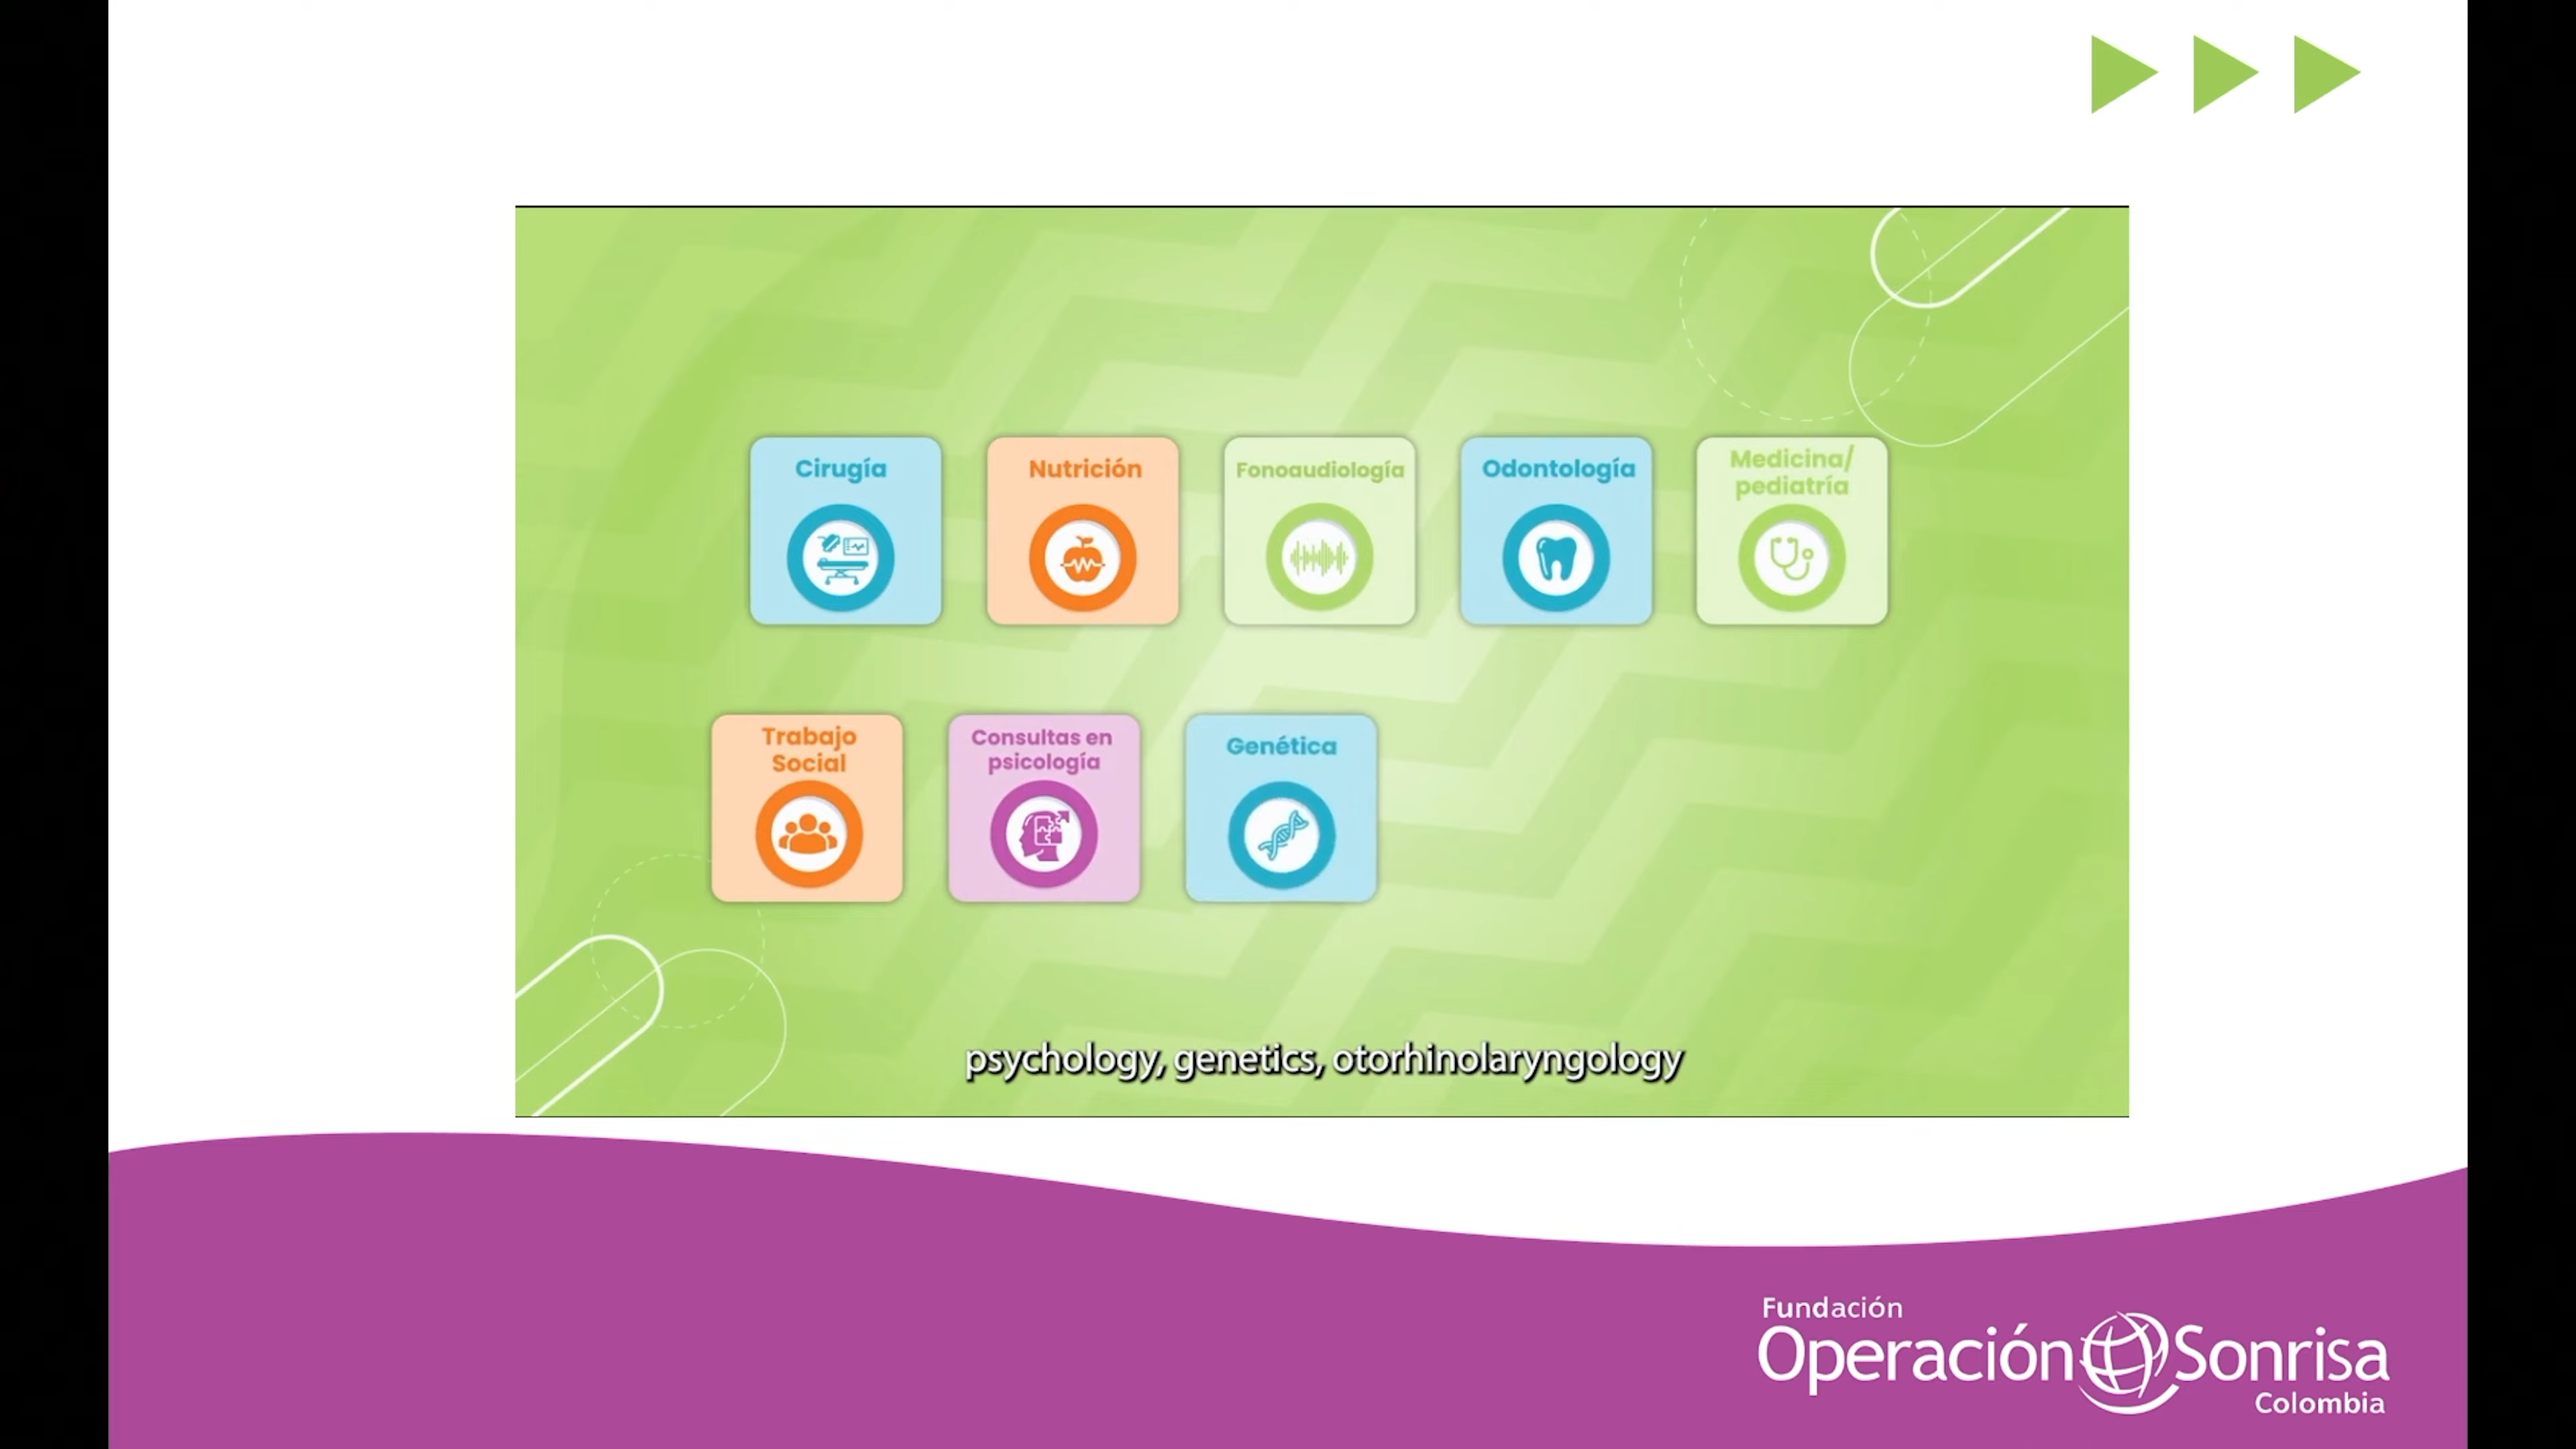 Cirugía
Nutrición
Fonoaudiología
Odontología
Medicina/
pediatría
Trabajo
Social
Consultas en
psicología
Genética
psychology, genetics, otorhinolaryngology
Fundación
Operación Sonrisa
Colombia